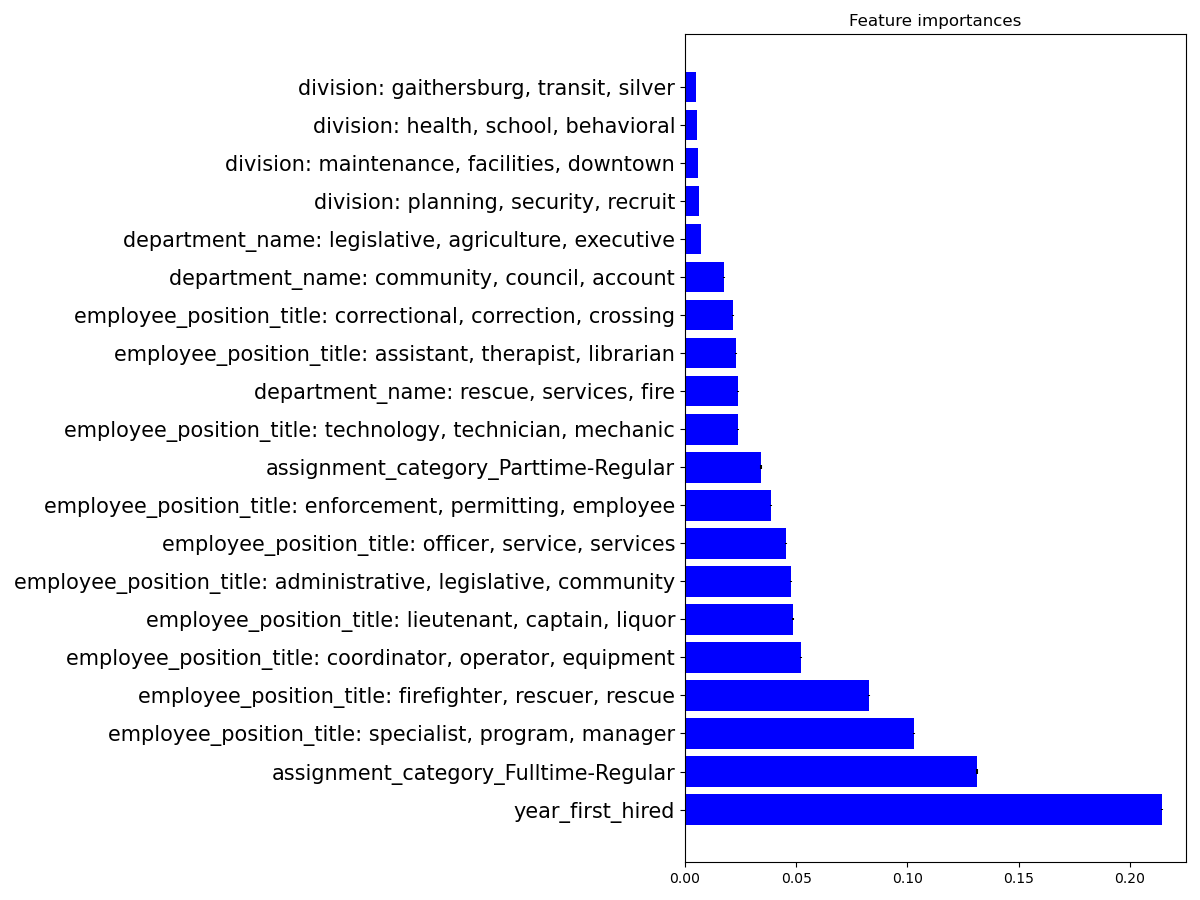 Feature importances
division: gaithersburg, transit, silver
division: health, school, behavioral
division: maintenance, facilities, downtown
division: planning, security, recruit
department_name: legislative, agriculture, executive
department_name: community, council, account
employee_position_title: correctional, correction, crossing
employee_position_title: assistant, therapist, librarian
department_name: rescue, services, fire
employee_position_title: technology, technician, mechanic
assignment_category_Parttime-Regular
employee_position_title: enforcement, permitting, employee
employee_position_title: officer, service, services
employee_position_title: administrative, legislative, community
employee_position_title: lieutenant, captain, liquor
employee_position_title: coordinator, operator, equipment
employee_position_title: firefighter, rescuer, rescue
employee_position_title: specialist, program, manager
assignment_category_Fulltime-Regular
year_first_hired
0.00 0.05 0.10 0.15 0.20